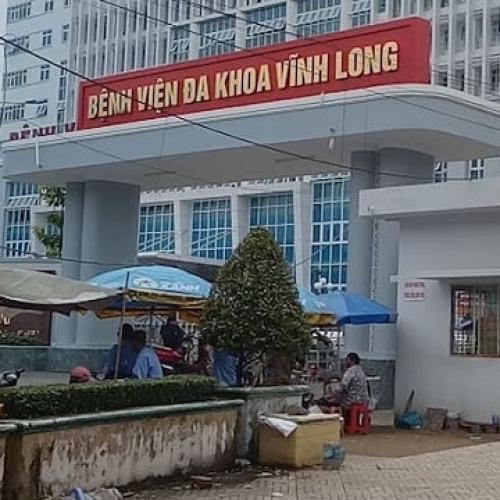 BỆNH VIỆN ĐA KHOA VĨNH LONG